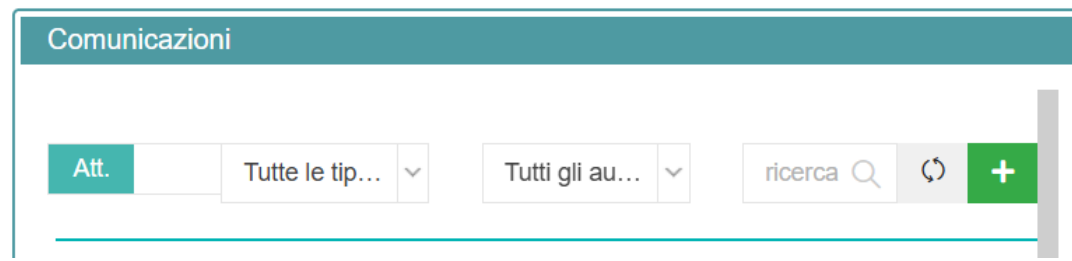 Comunicazioni
Att. Tutte le tip... Tutti gli au... ricerca